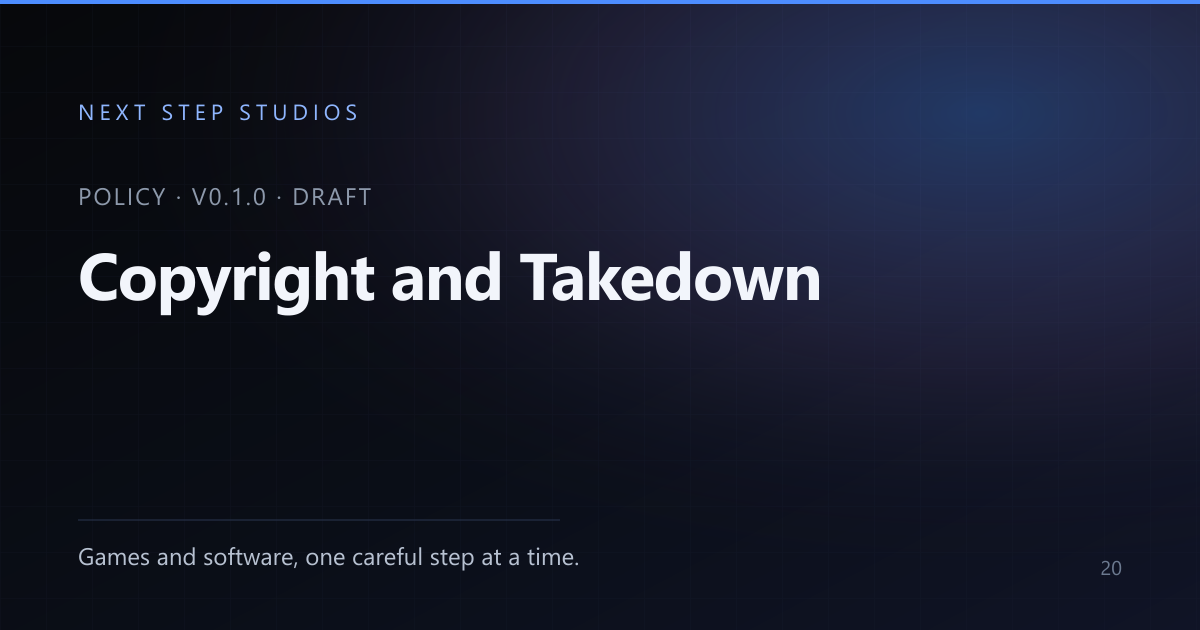 NEXT STEP STUDIOS
POLICY · V0.1.0 · DRAFT
Copyright and Takedown
Games and software, one careful step at a time.
20